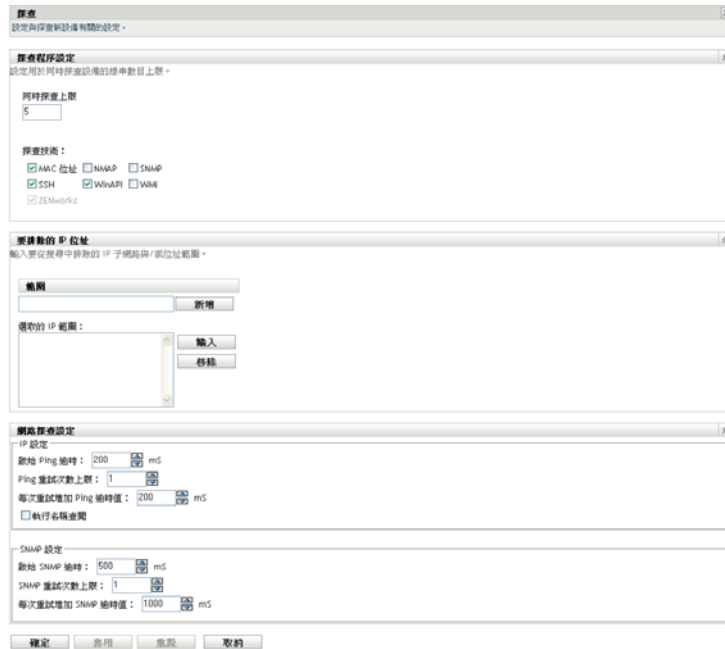 探查
設定與探查新設備有關的設定。
探查程序設定
設定用於同時探查設備的線串數目上限。
同時探查上限
5
探查技術：
MAC 位址 NMAP SNMP
SSH WinAPI WMI
ZENworks
要排除的 IP 位址
輸入要從搜尋中排除的 IP 子網路與/或位址範圍。
範圍
新增
選取的 IP 範圍：
輸入
移除
網路探查設定
IP 設定
啟始 Ping 逾時： 200 mS
Ping 重試次數上限： 1
每次重試增加 Ping 逾時值： 200 mS
執行名稱查閱
SNMP 設定
啟始 SNMP 逾時： 500 mS
SNMP 重試次數上限： 1
每次重試增加 SNMP 逾時值： 1000 mS
確定 套用 重設 取消